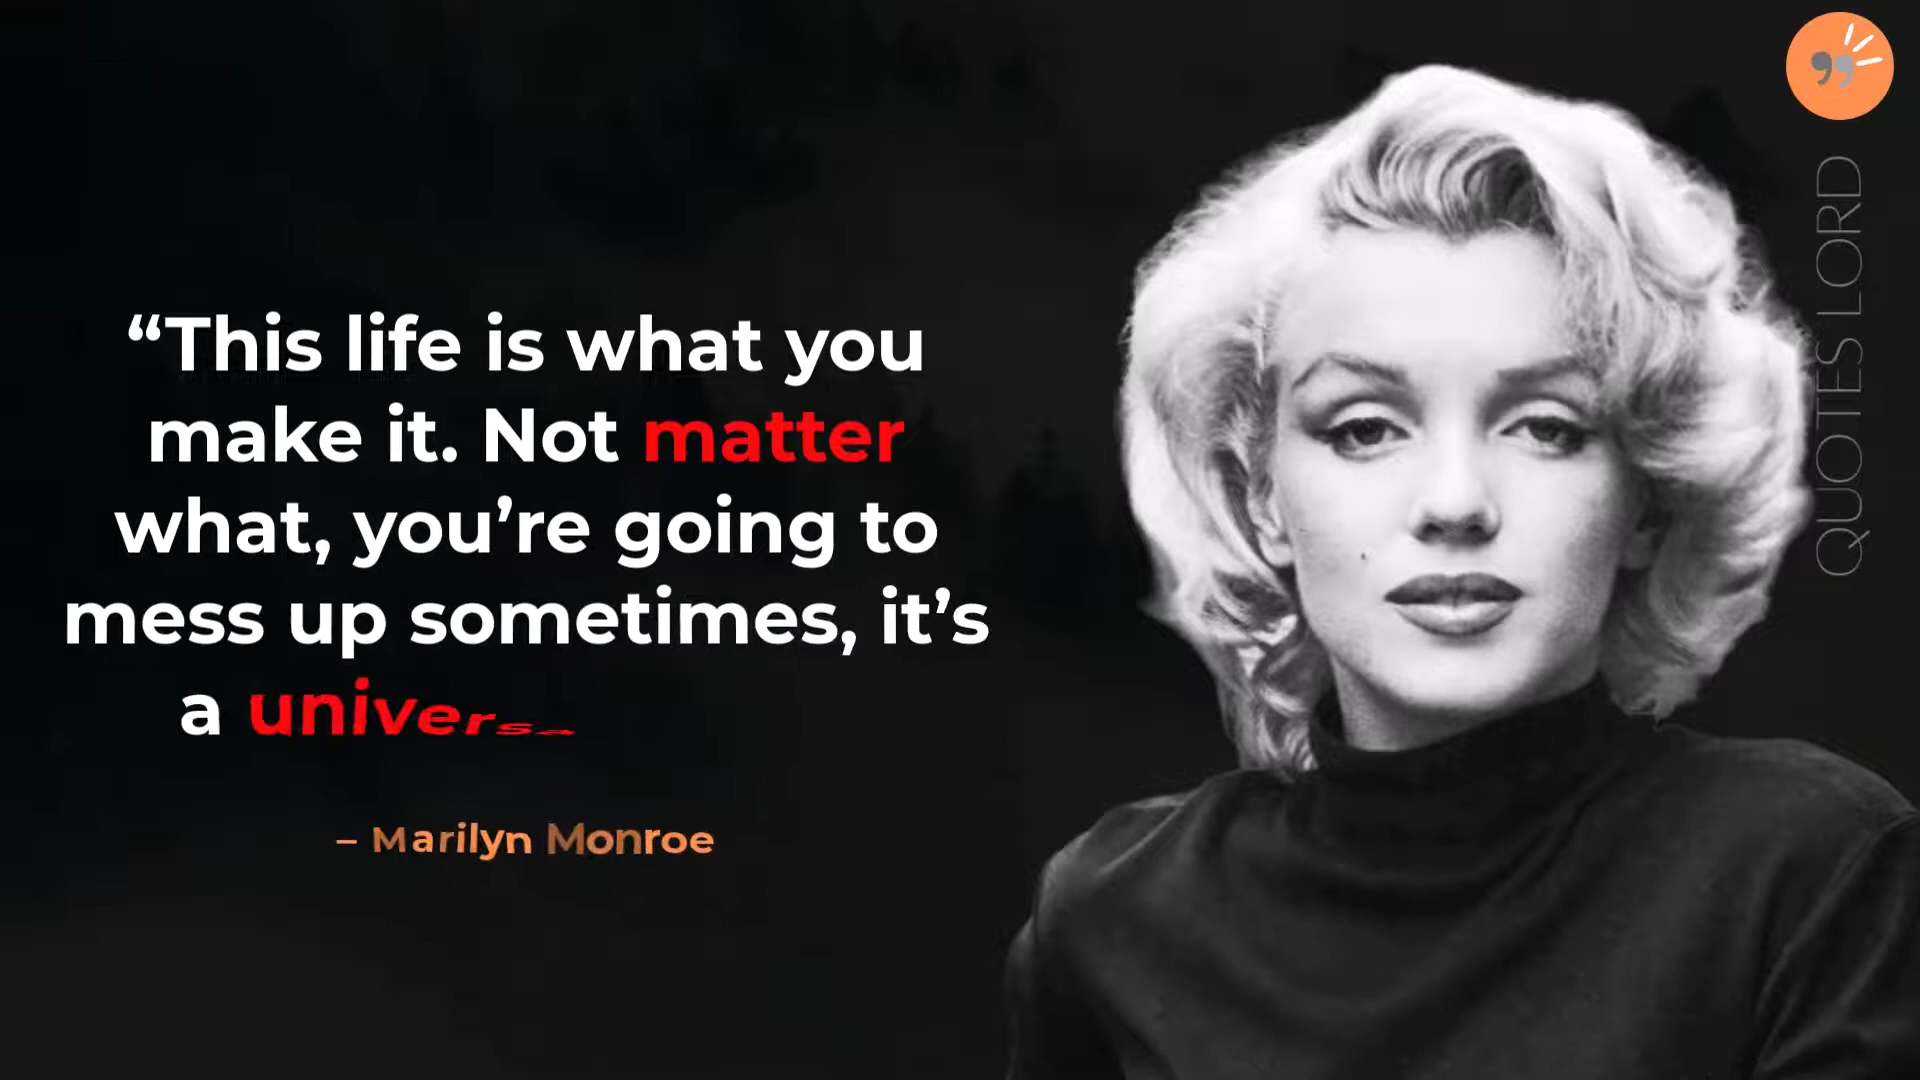 “This life is what you
make it. Not matter
what, you’re going to
mess up sometimes, it’s
a universa
– Marilyn Monroe
QUOTES LORD